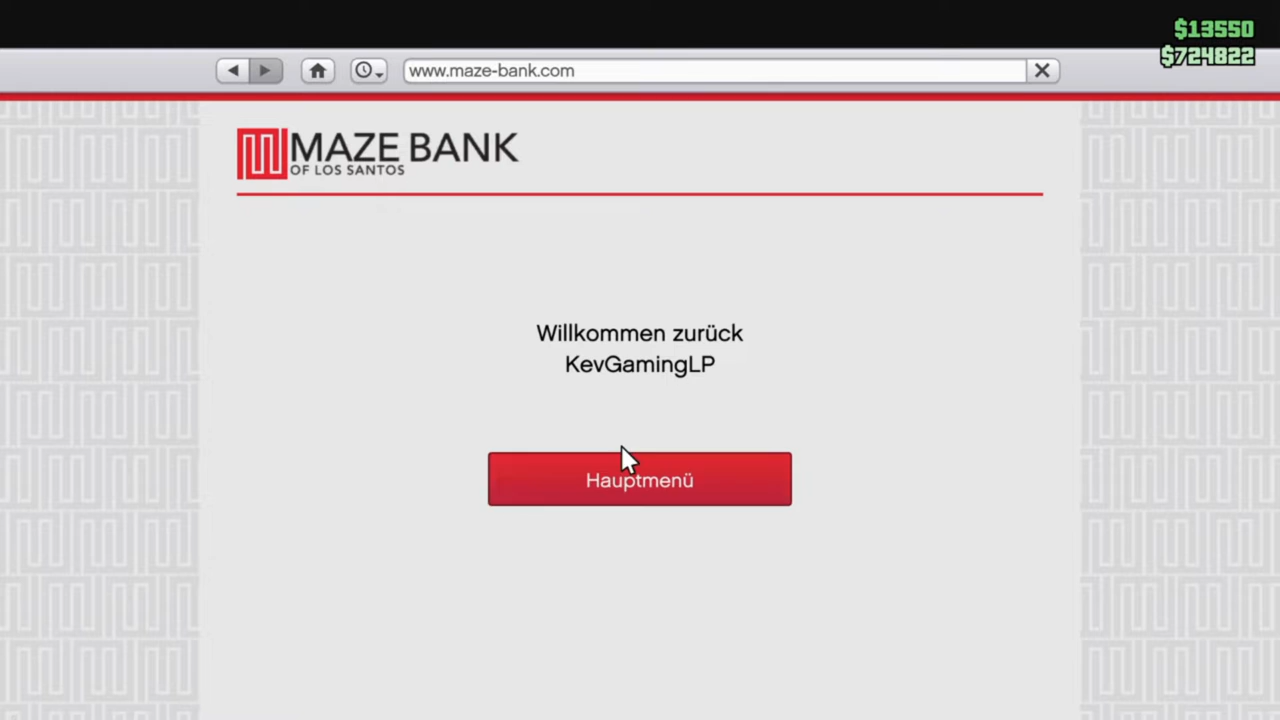 $13550
$724822
www.maze-bank.com
MAZE BANK
OF LOS SANTOS
Willkommen zurück
KevGamingLP
Hauptmenü